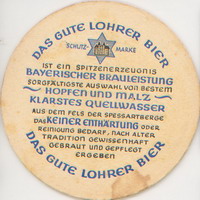 DAS GUTE LOHRER BIER
SCHUTZ- MARKE
IST EIN SPITZENERZEUGNIS
BAYERISCHER BRAULEISTUNG
SORGFÄLTIGSTE AUSWAHL VON BESTEM
HOPFEN UND MALZ
KLARSTES QUELLWASSER
AUS DEM FELS DER SPESSARTBERGE
DAS KEINER ENTHÄRTUNG ODER
REINIGUNG BEDARF, NACH ALTER
TRADITION GEWISSENHAFT
GEBRAUT UND GEPFLEGT
ERGEBEN
DAS GUTE LOHRER BIER